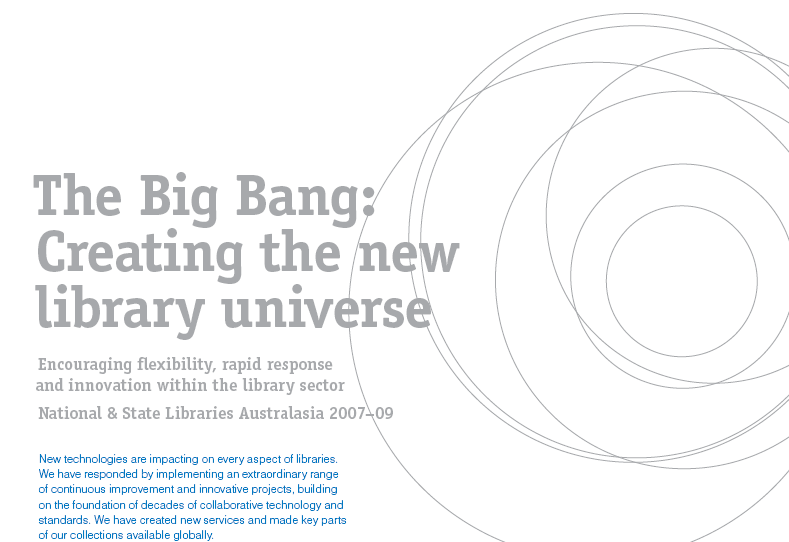 The Big Bang:
Creating the new
library universe
Encouraging flexibility, rapid response
and innovation within the library sector
National & State Libraries Australasia 2007–09
New technologies are impacting on every aspect of libraries.
We have responded by implementing an extraordinary range
of continuous improvement and innovative projects, building
on the foundation of decades of collaborative technology and
standards. We have created new services and made key parts
of our collections available globally.